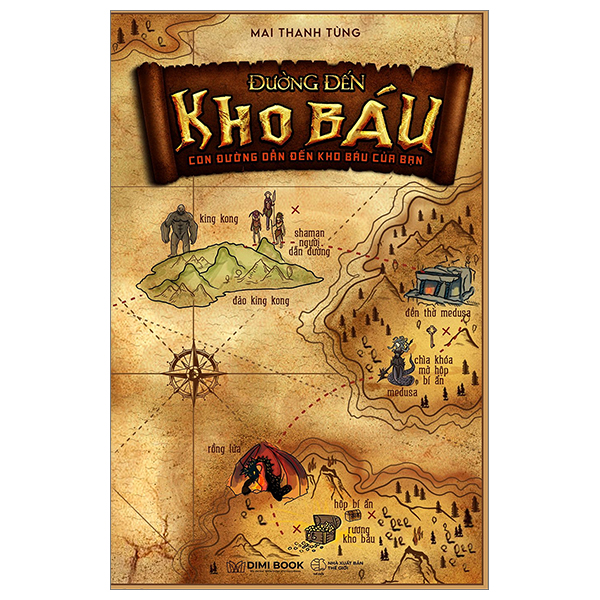 MAI THANH TÙNG
ĐƯỜNG ĐẾN
KHO BÁU
CON ĐƯỜNG DẪN ĐẾN KHO BÁU CỦA BẠN
king kong
shaman
- người
dẫn đường
đảo king kong
đền thờ medusa
chìa khóa
mở hộp
bí ẩn
medusa
rồng lửa
hộp bí ẩn
rương
kho báu
DIMI BOOK
NHÀ XUẤT BẢN
THẾ GIỚI